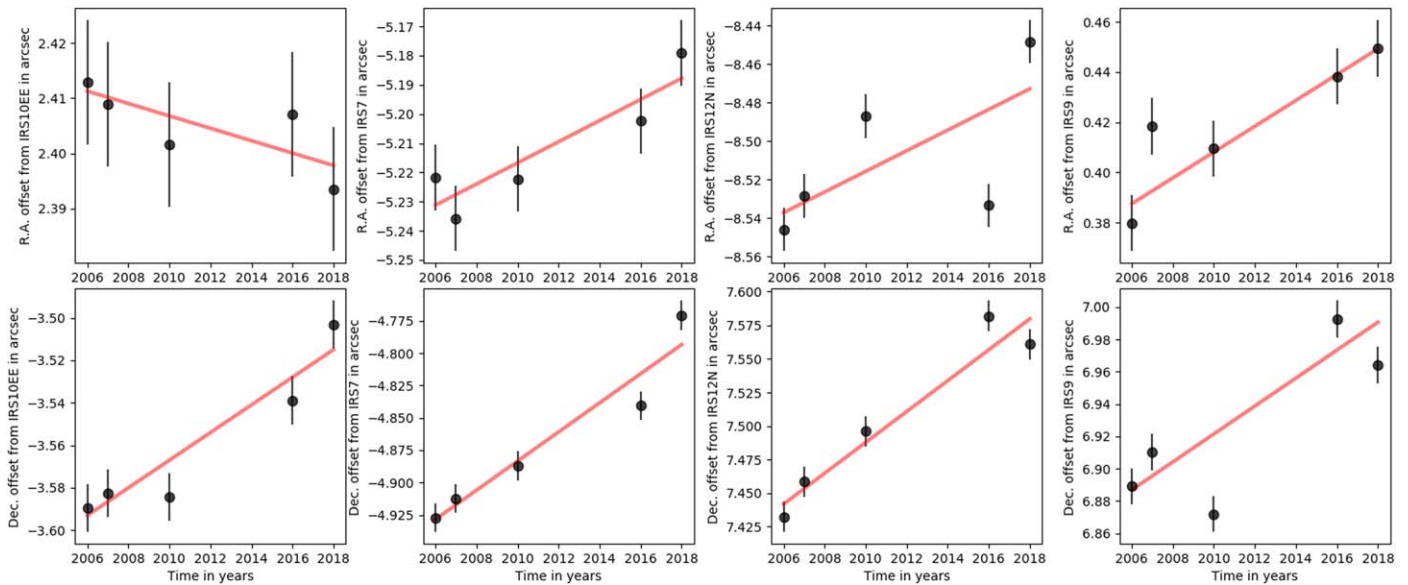 R.A. offset from IRS10EE in arcsec
2.42
2.41
2.40
2.39
2006 2008 2010 2012 2014 2016 2018
R.A. offset from IRS7 in arcsec
−5.17
−5.18
−5.19
−5.20
−5.21
−5.22
−5.23
−5.24
−5.25
2006 2008 2010 2012 2014 2016 2018
R.A. offset from IRS12N in arcsec
−8.44
−8.46
−8.48
−8.50
−8.52
−8.54
−8.56
2006 2008 2010 2012 2014 2016 2018
R.A. offset from IRS9 in arcsec
0.46
0.44
0.42
0.40
0.38
2006 2008 2010 2012 2014 2016 2018
Dec. offset from IRS10EE in arcsec
−3.50
−3.52
−3.54
−3.56
−3.58
−3.60
2006 2008 2010 2012 2014 2016 2018
Time in years
Dec. offset from IRS7 in arcsec
−4.775
−4.800
−4.825
−4.850
−4.875
−4.900
−4.925
2006 2008 2010 2012 2014 2016 2018
Time in years
Dec. offset from IRS12N in arcsec
7.600
7.575
7.550
7.525
7.500
7.475
7.450
7.425
2006 2008 2010 2012 2014 2016 2018
Time in years
Dec. offset from IRS9 in arcsec
7.00
6.98
6.96
6.94
6.92
6.90
6.88
6.86
2006 2008 2010 2012 2014 2016 2018
Time in years